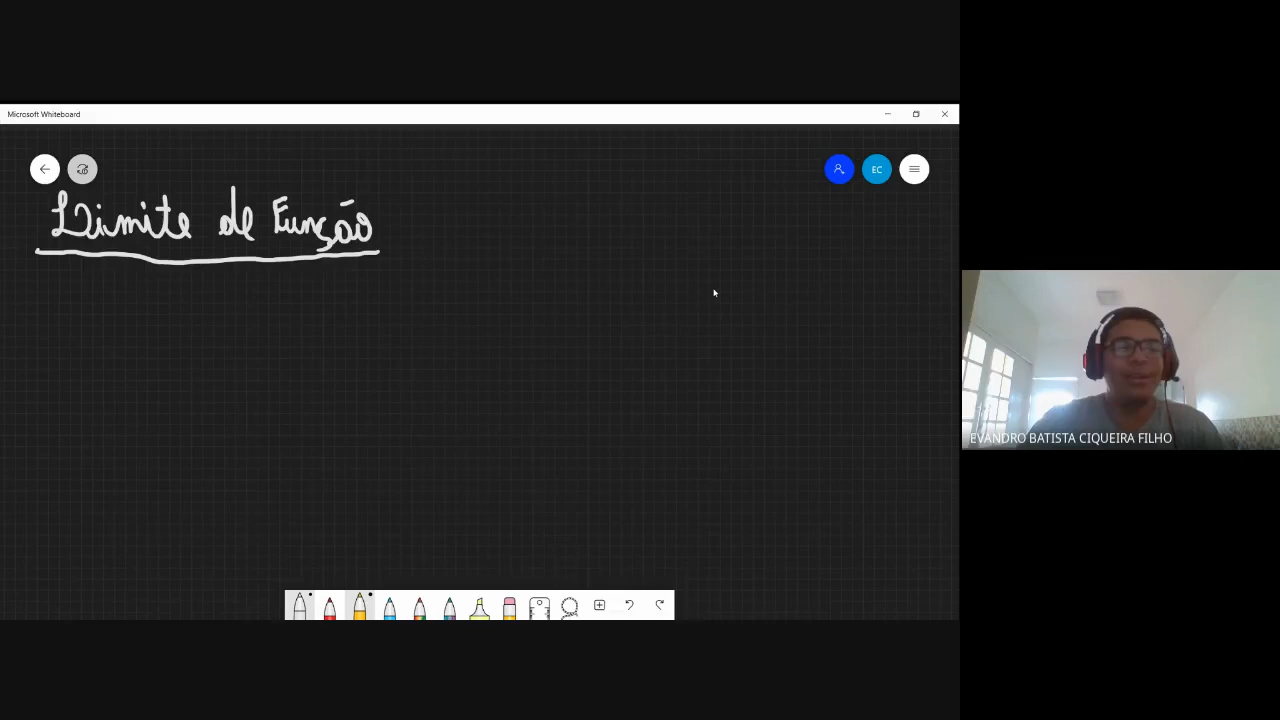 Microsoft Whiteboard
EC
Limite de Função
EVANDRO BATISTA CIQUEIRA FILHO